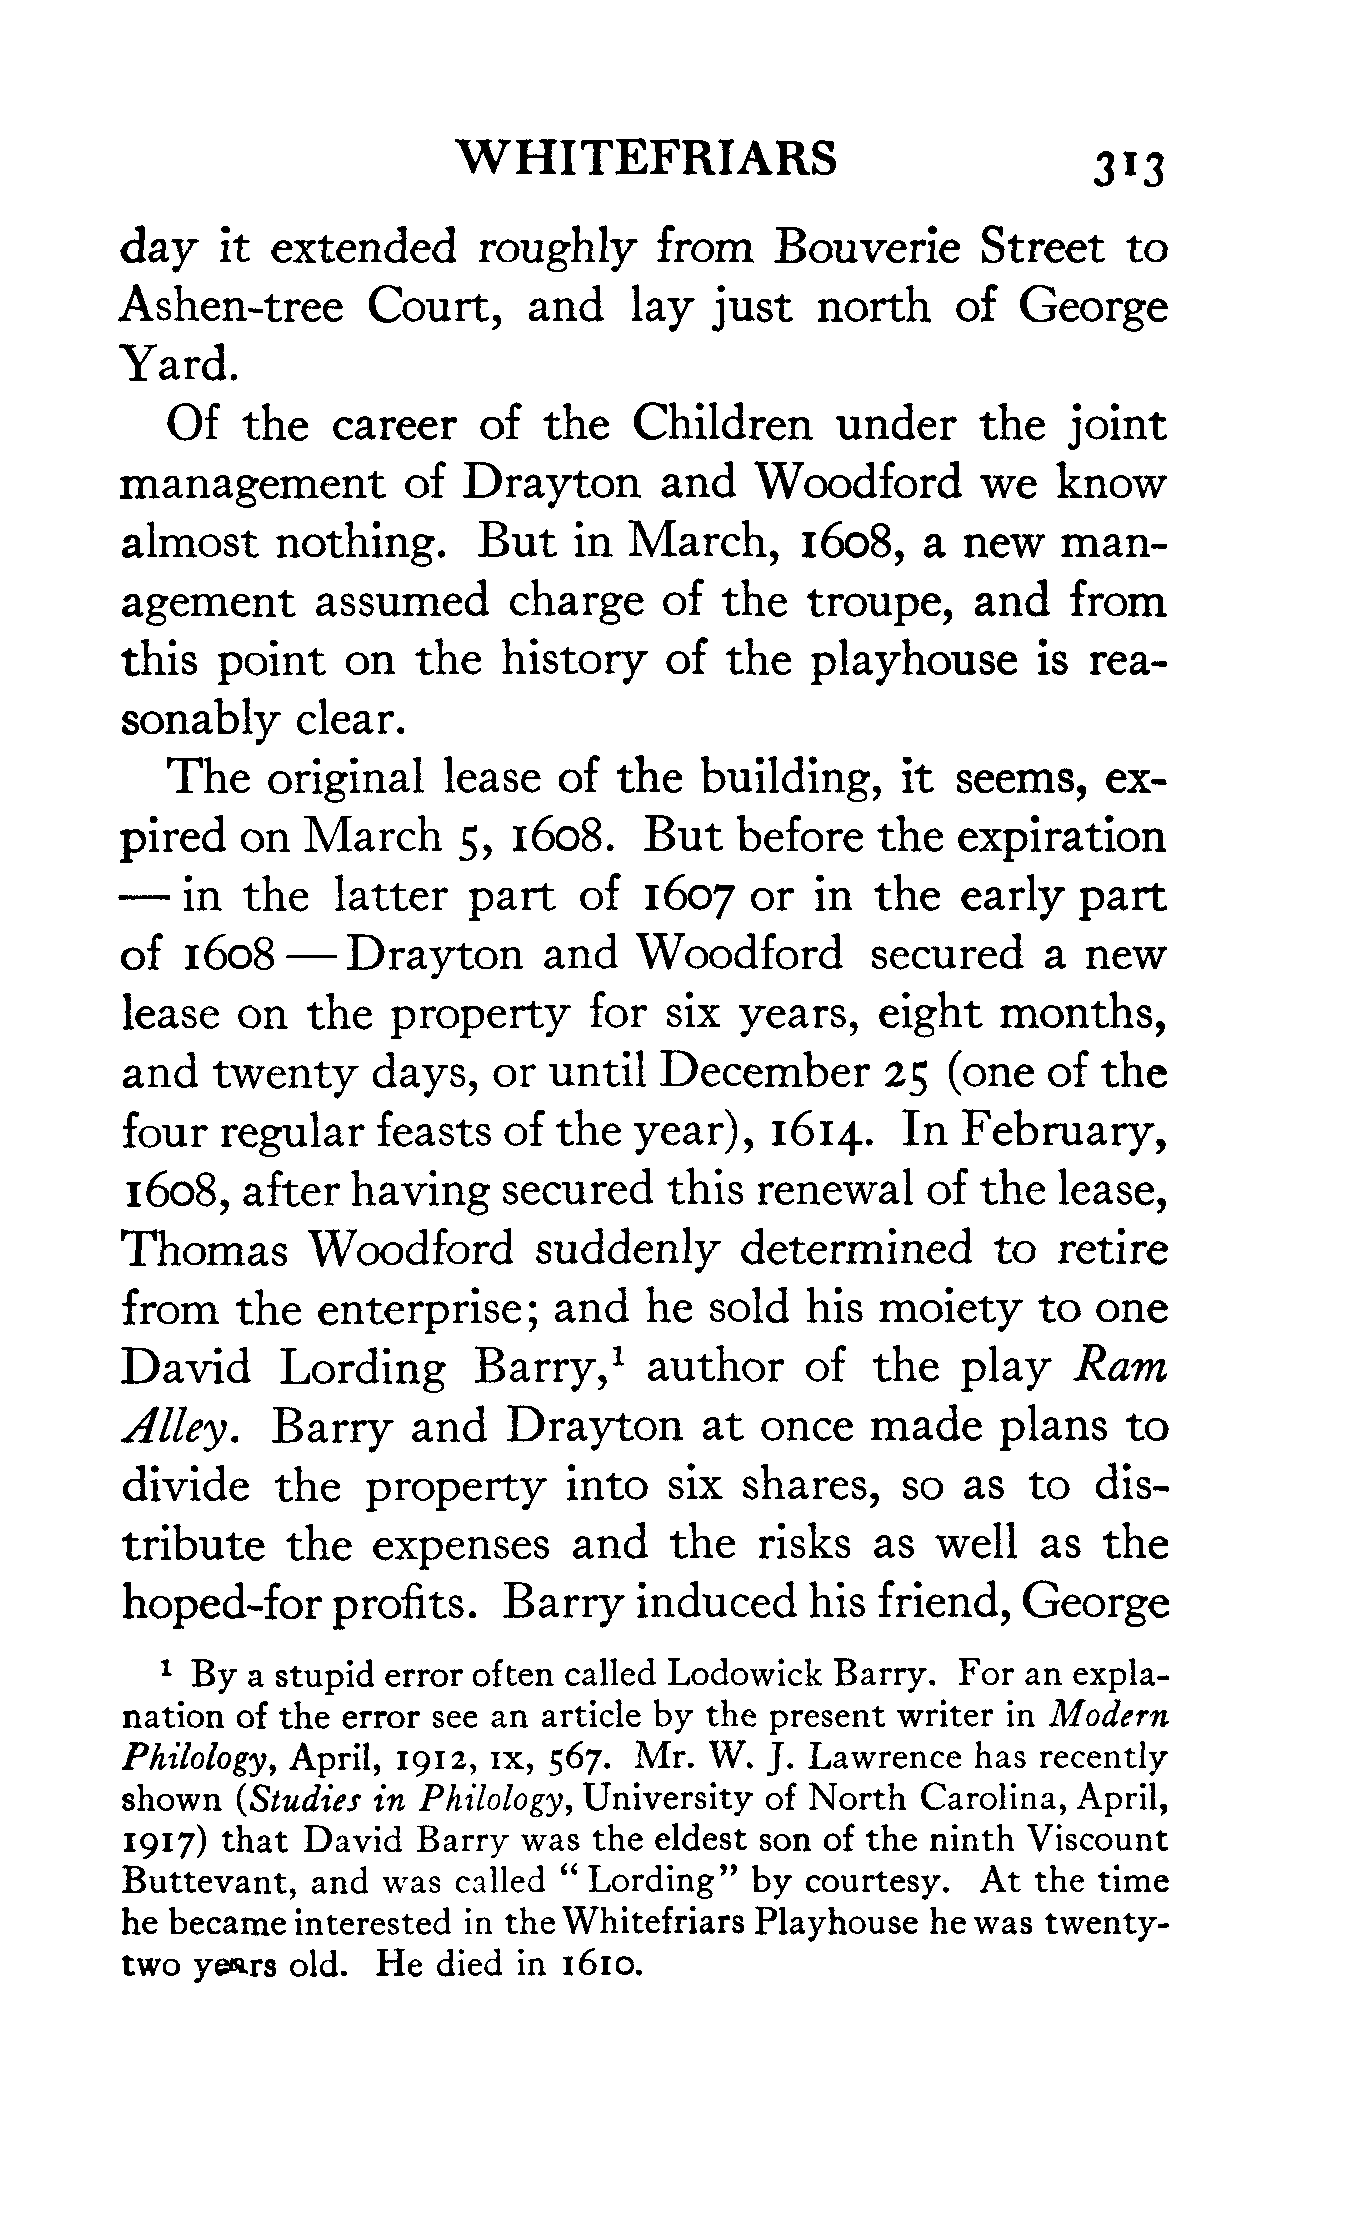 WHITEFRIARS 313
day it extended roughly from Bouverie Street to
Ashen-tree Court, and lay just north of George
Yard.
Of the career of the Children under the joint
management of Drayton and Woodford we know
almost nothing. But in March, 1608, a new man-
agement assumed charge of the troupe, and from
this point on the history of the playhouse is rea-
sonably clear.
The original lease of the building, it seems, ex-
pired on March 5, 1608. But before the expiration
— in the latter part of 1607 or in the early part
of 1608 — Drayton and Woodford secured a new
lease on the property for six years, eight months,
and twenty days, or until December 25 (one of the
four regular feasts of the year), 1614. In February,
1608, after having secured this renewal of the lease,
Thomas Woodford suddenly determined to retire
from the enterprise; and he sold his moiety to one
David Lording Barry,¹ author of the play Ram
Alley. Barry and Drayton at once made plans to
divide the property into six shares, so as to dis-
tribute the expenses and the risks as well as the
hoped-for profits. Barry induced his friend, George
¹ By a stupid error often called Lodowick Barry. For an expla-
nation of the error see an article by the present writer in Modern
Philology, April, 1912, IX, 567. Mr. W. J. Lawrence has recently
shown (Studies in Philology, University of North Carolina, April,
1917) that David Barry was the eldest son of the ninth Viscount
Buttevant, and was called "Lording" by courtesy. At the time
he became interested in the Whitefriars Playhouse he was twenty-
two years old. He died in 1610.